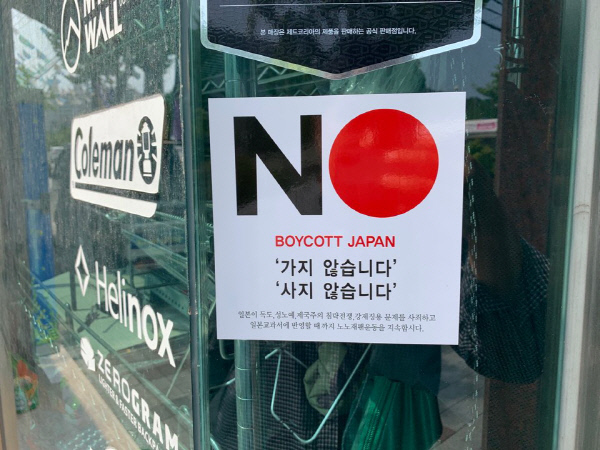 WALL
본 매장은 제드코리아의 제품을 판매하는 공식 판매점입니다.
Coleman
Helinox
ZEROGRAM
LIGHTER & FASTER BACKPA
NO
BOYCOTT JAPAN
‘가지 않습니다’
‘사지 않습니다’
일본이 독도,성노예,제국주의 침략전쟁,강제징용 문제를 사죄하고
일본교과서에 반영할 때 까지 노노재팬운동을 지속합시다.